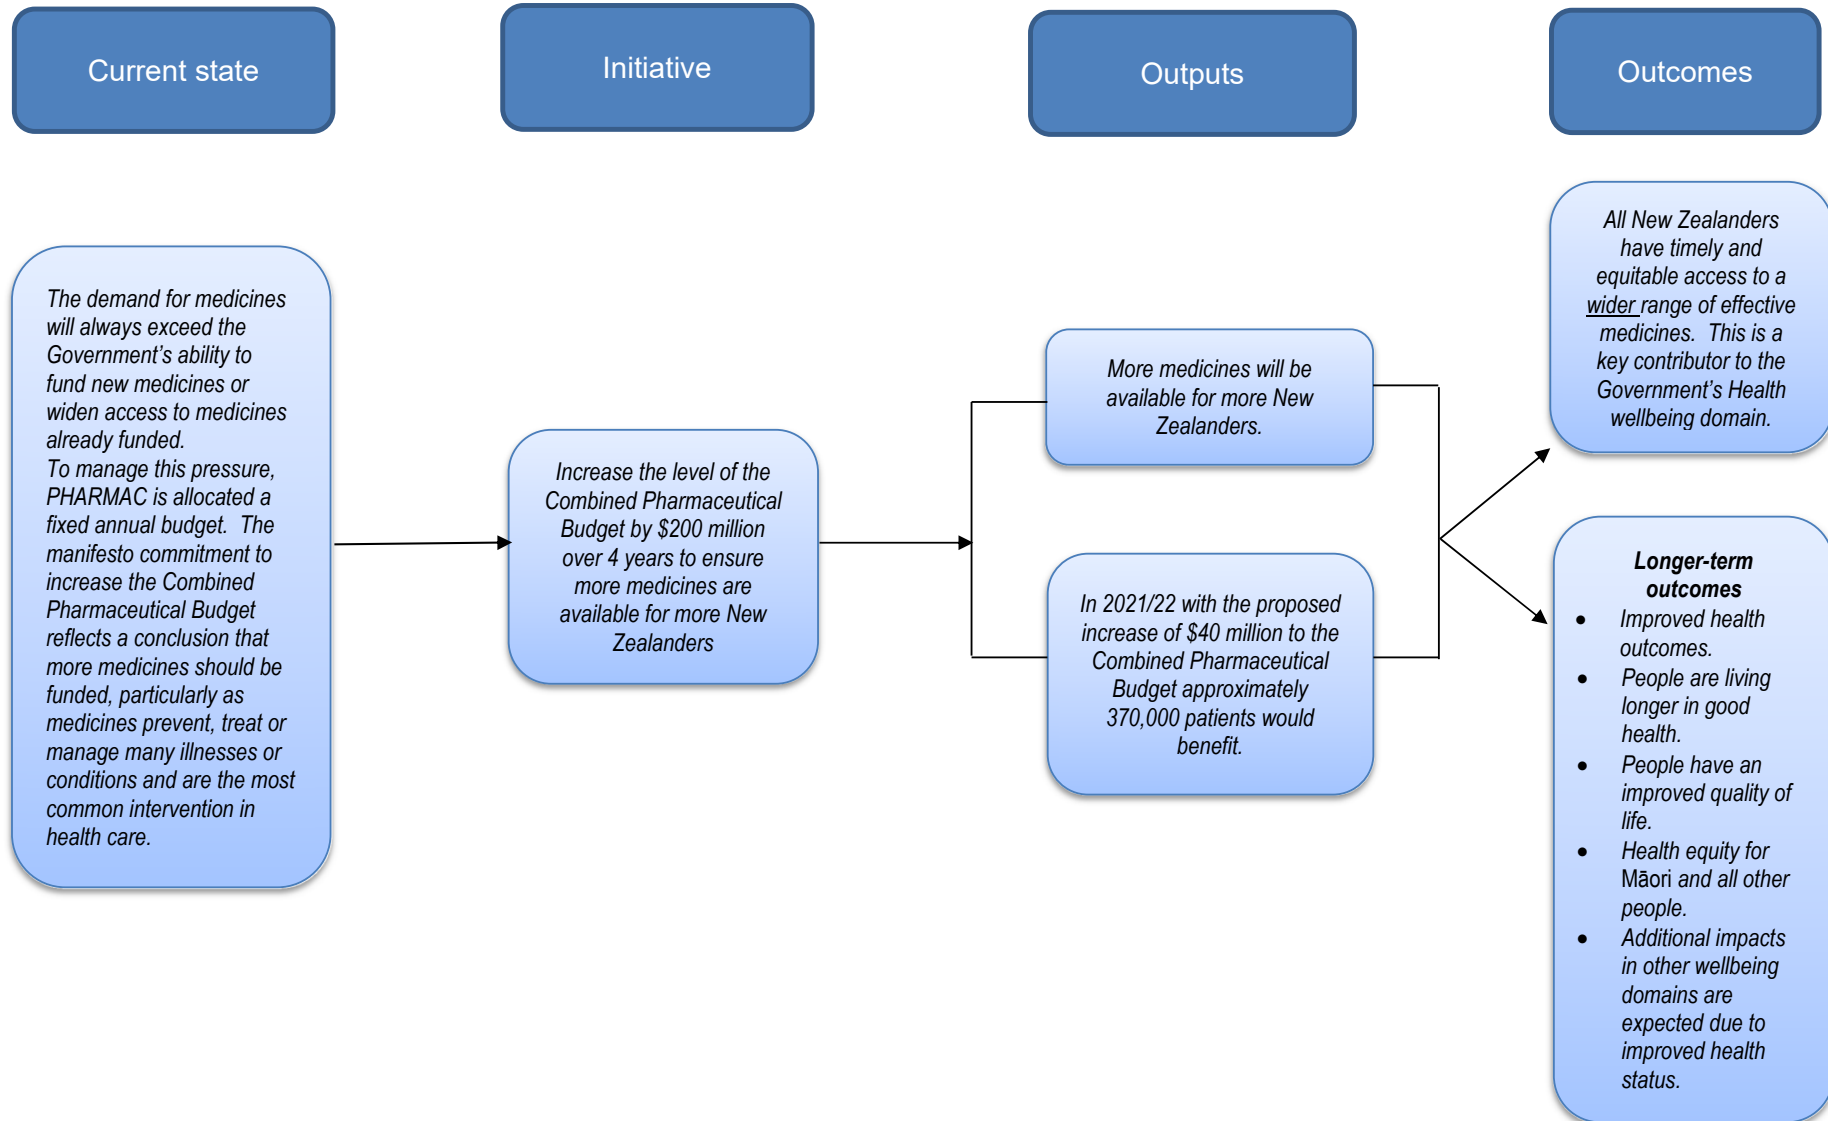 Current state
Initiative
Outputs
Outcomes
The demand for medicines
will always exceed the
Government’s ability to
fund new medicines or
widen access to medicines
already funded.
To manage this pressure,
PHARMAC is allocated a
fixed annual budget.  The
manifesto commitment to
increase the Combined
Pharmaceutical Budget
reflects a conclusion that
more medicines should be
funded, particularly as
medicines prevent, treat or
manage many illnesses or
conditions and are the most
common intervention in
health care.
Increase the level of the
Combined Pharmaceutical
Budget by $200 million
over 4 years to ensure
more medicines are
available for more New
Zealanders
More medicines will be
available for more New
Zealanders.
In 2021/22 with the proposed
increase of $40 million to the
Combined Pharmaceutical
Budget approximately
370,000 patients would
benefit.
All New Zealanders
have timely and
equitable access to a
wider range of effective
medicines.  This is a
key contributor to the
Government’s Health
wellbeing domain.
Longer-term
outcomes
• Improved health
outcomes.
• People are living
longer in good
health.
• People have an
improved quality of
life.
• Health equity for
Māori and all other
people.
• Additional impacts
in other wellbeing
domains are
expected due to
improved health
status.